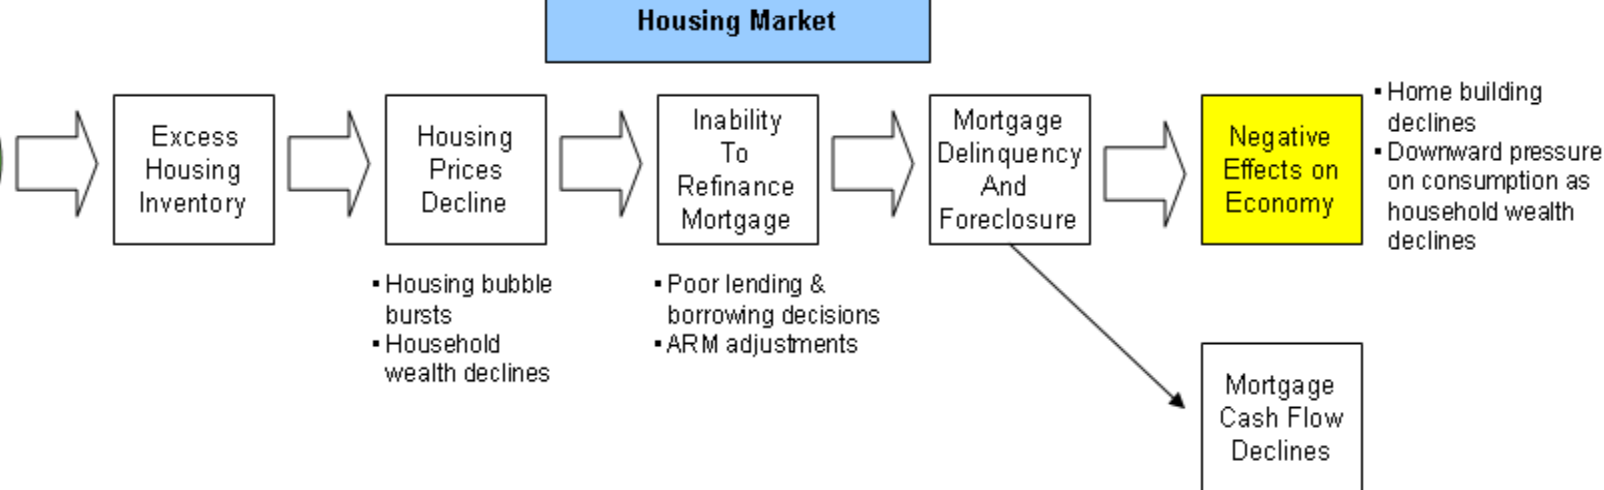 Housing Market
Excess
Housing
Inventory
Housing
Prices
Decline
Inability
To
Refinance
Mortgage
Mortgage
Delinquency
And
Foreclosure
Negative
Effects on
Economy
▪ Home building
declines
▪ Downward pressure
on consumption as
household wealth
declines
▪ Housing bubble
bursts
▪ Household
wealth declines
▪ Poor lending &
borrowing decisions
▪ ARM adjustments
Mortgage
Cash Flow
Declines